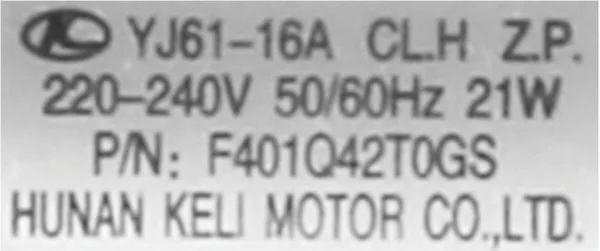 YJ61-16A CL.H Z.P.
220-240V 50/60Hz 21W
P/N: F401Q42T0GS
HUNAN KELI MOTOR CO.,LTD.